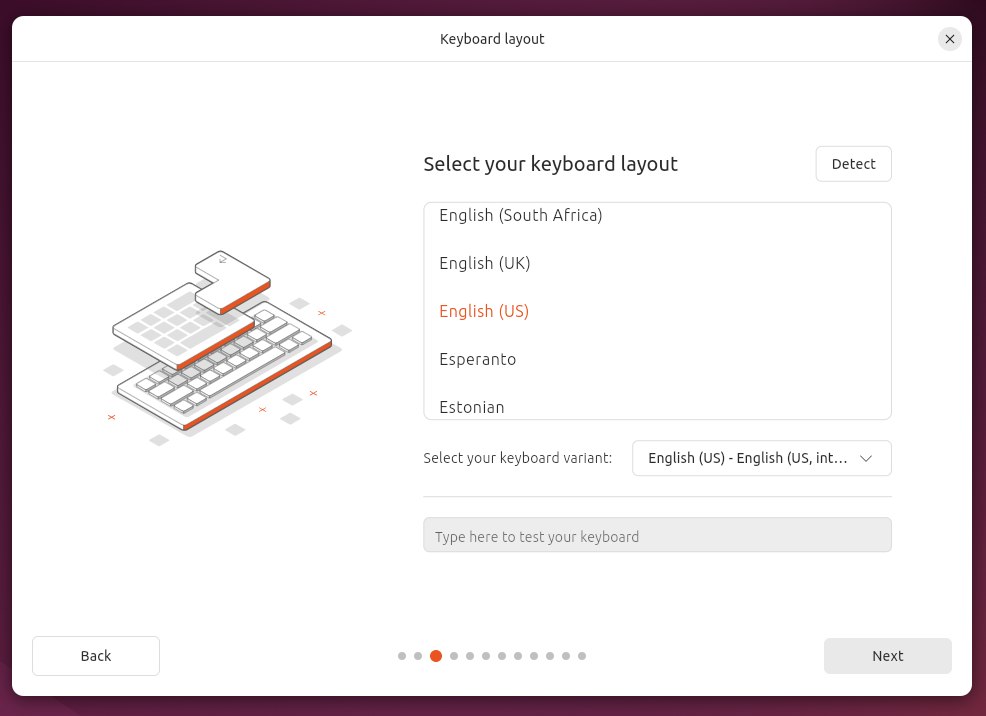 Keyboard layout
Select your keyboard layout
Detect
English (South Africa)
English (UK)
English (US)
Esperanto
Estonian
Select your keyboard variant:
English (US) - English (US, int...
Type here to test your keyboard
Back
Next